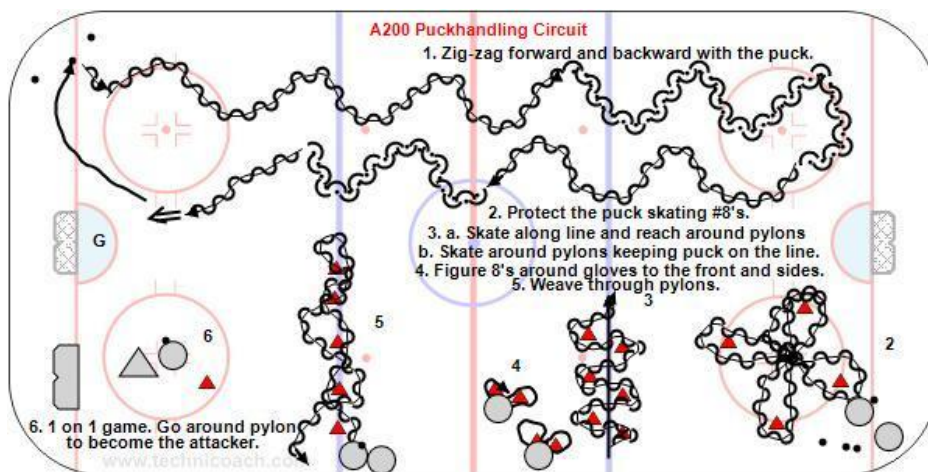 A200 Puckhandling Circuit
1. Zig-zag forward and backward with the puck.
2. Protect the puck skating #8's.
3. a. Skate along line and reach around pylons
b. Skate around pylons keeping puck on the line.
4. Figure 8's around gloves to the front and sides.
5. Weave through pylons.
G
3
6
5
4
2
6. 1 on 1 game. Go around pylon
to become the attacker.
www.technicoach.com